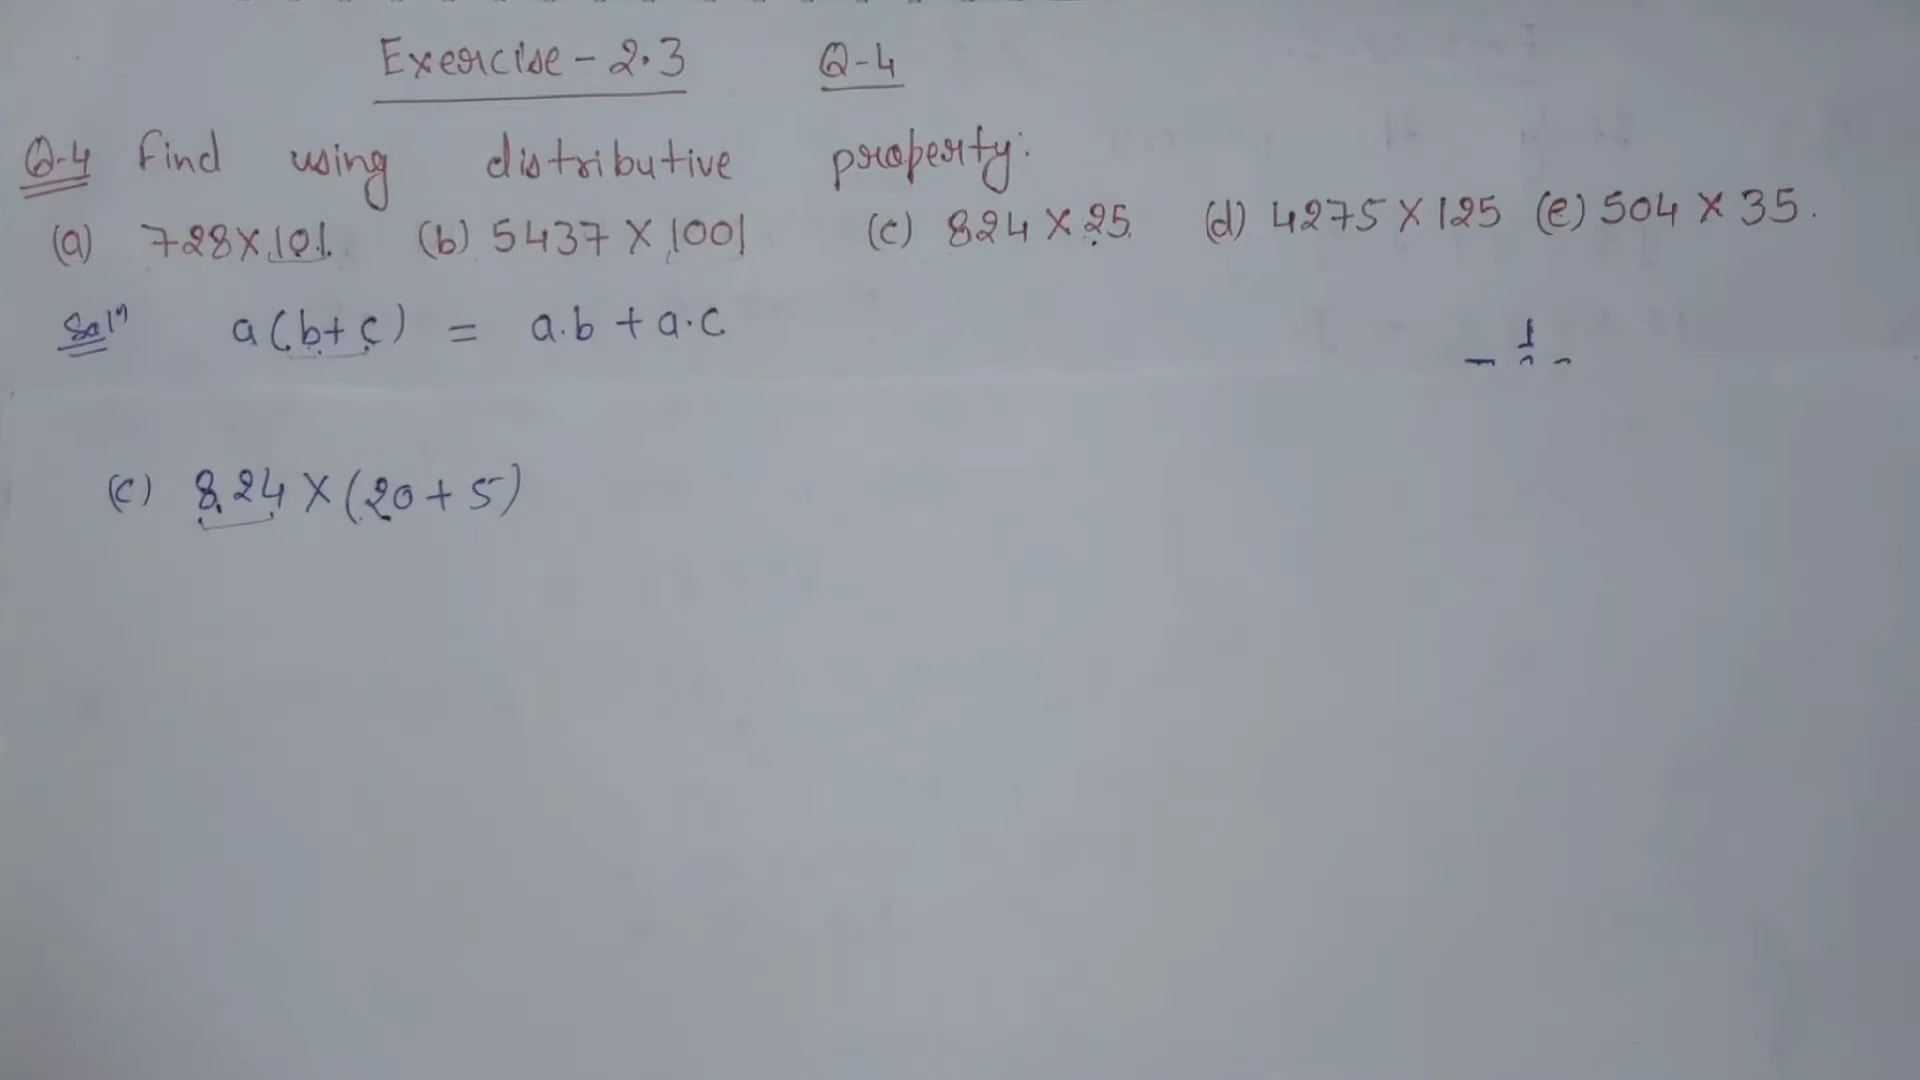 Exercise - 2.3 Q-4
Q-4 Find using distributive property:
(a) 728×101 (b) 5437 × 1001 (c) 824 × 25 (d) 4275 × 125 (e) 504 × 35.
Solⁿ a(b+c) = a.b + a.c
(c) 824 × (20 + 5)